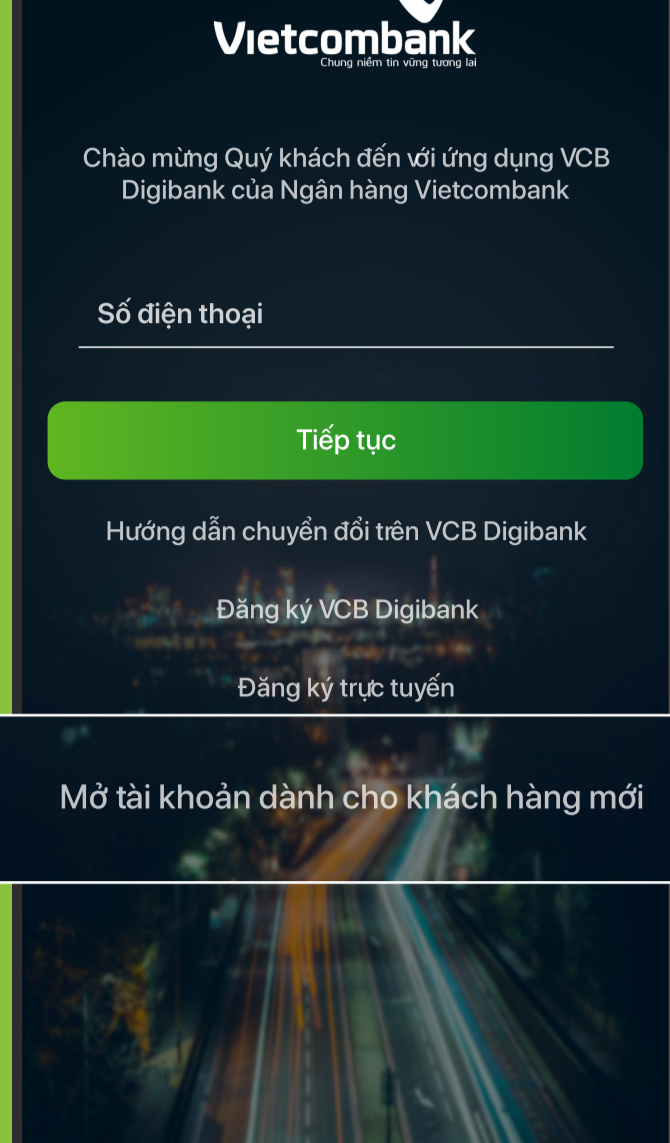 Vietcombank
Chung niềm tin vững tương lai
Chào mừng Quý khách đến với ứng dụng VCB
Digibank của Ngân hàng Vietcombank
Số điện thoại
Tiếp tục
Hướng dẫn chuyển đổi trên VCB Digibank
Đăng ký VCB Digibank
Đăng ký trực tuyến
Mở tài khoản dành cho khách hàng mới